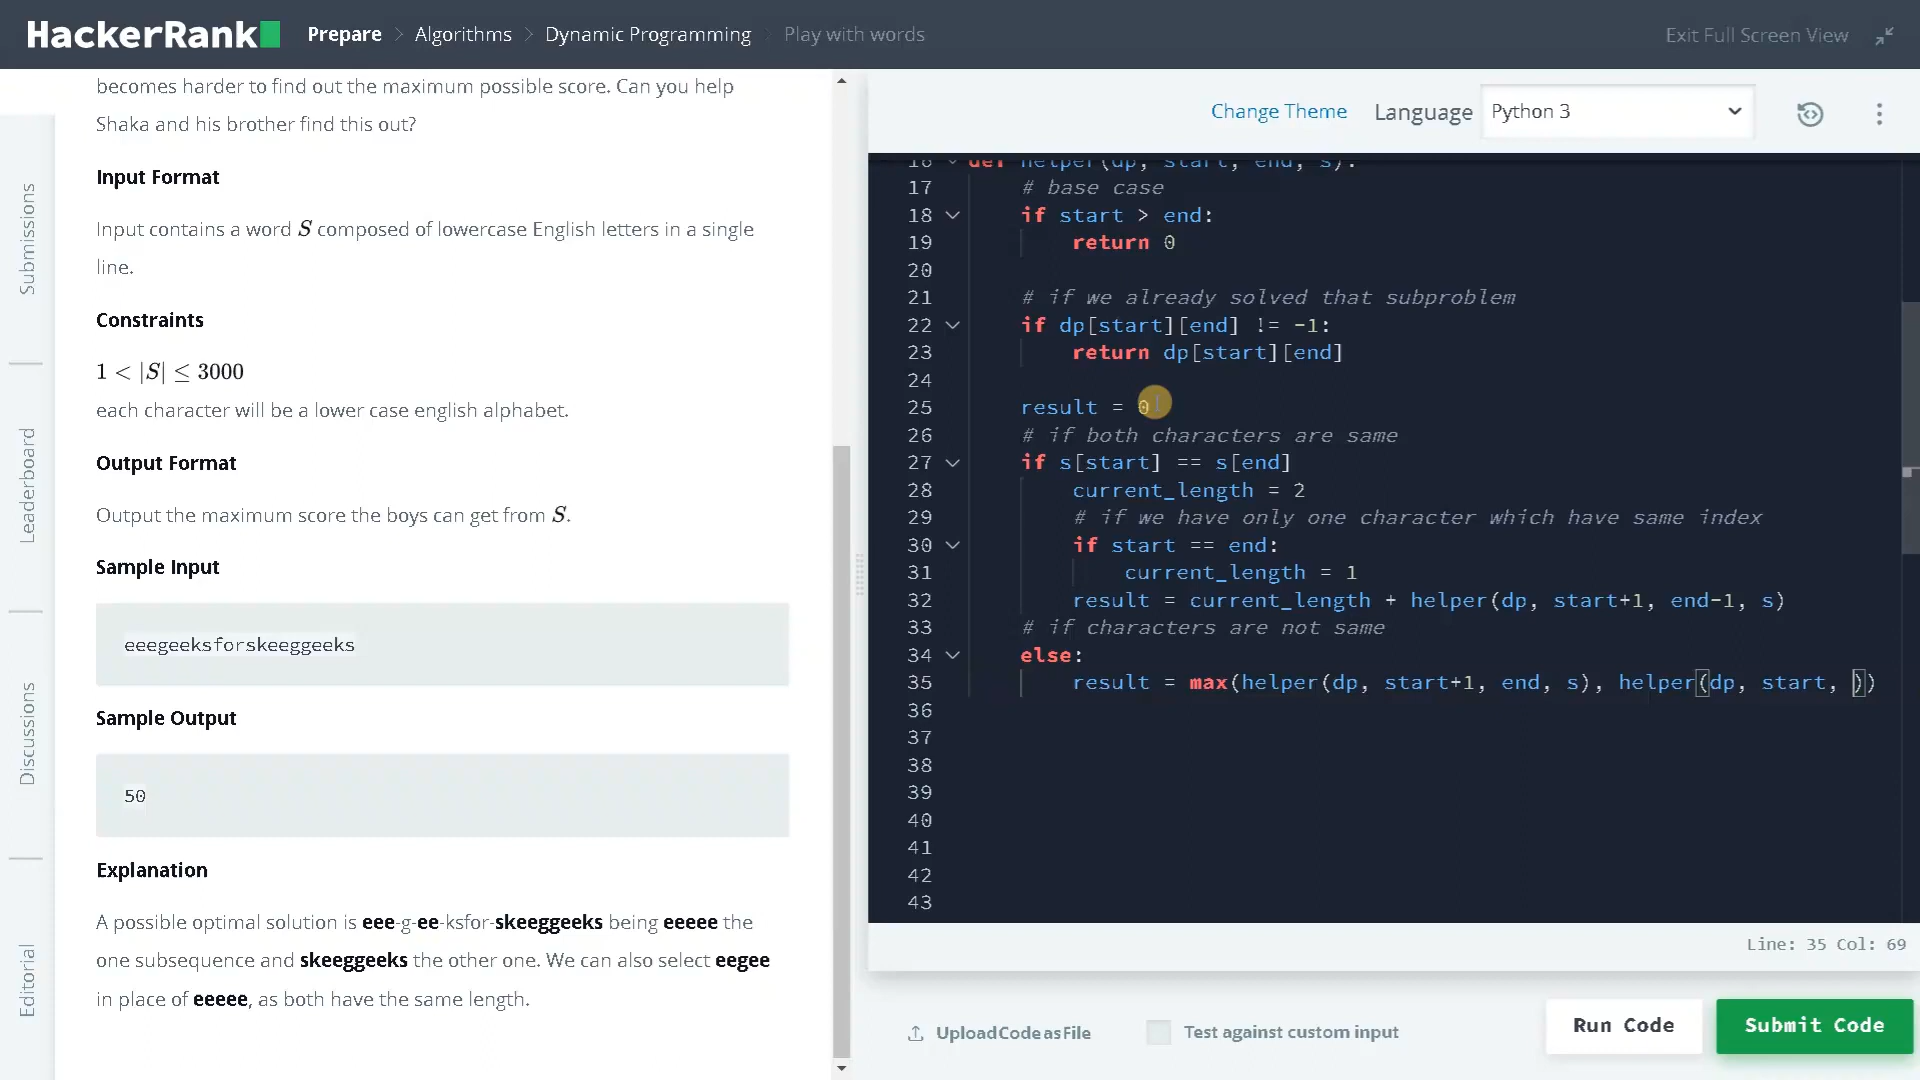 HackerRank Prepare > Algorithms > Dynamic Programming > Play with words Exit Full Screen View
becomes harder to find out the maximum possible score. Can you help
Shaka and his brother find this out?
Input Format
Input contains a word S composed of lowercase English letters in a single
line.
Constraints
1 < |S| ≤ 3000
each character will be a lower case english alphabet.
Output Format
Output the maximum score the boys can get from S.
Sample Input
eeegeeksforskeeggeeks
Sample Output
50
Explanation
A possible optimal solution is eee-g-ee-ksfor-skeeggeeks being eeeee the
one subsequence and skeeggeeks the other one. We can also select eegee
in place of eeeee, as both have the same length.
Submissions
Leaderboard
Discussions
Editorial
Change Theme Language Python 3
16 def helper(dp, start, end, s):
17 # base case
18 if start > end:
19 return 0
20
21 # if we already solved that subproblem
22 if dp[start][end] != -1:
23 return dp[start][end]
24
25 result = 0
26 # if both characters are same
27 if s[start] == s[end]
28 current_length = 2
29 # if we have only one character which have same index
30 if start == end:
31 current_length = 1
32 result = current_length + helper(dp, start+1, end-1, s)
33 # if characters are not same
34 else:
35 result = max(helper(dp, start+1, end, s), helper(dp, start, ))
36
37
38
39
40
41
42
43
Line: 35 Col: 69
Upload Code as File Test against custom input Run Code Submit Code